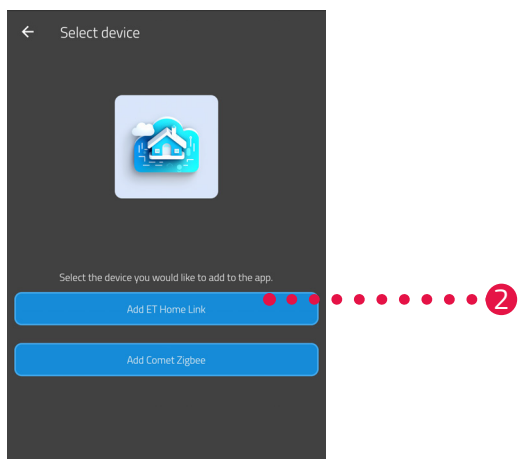 Select device
Select the device you would like to add to the app.
Add ET Home Link
2
Add Comet Zigbee